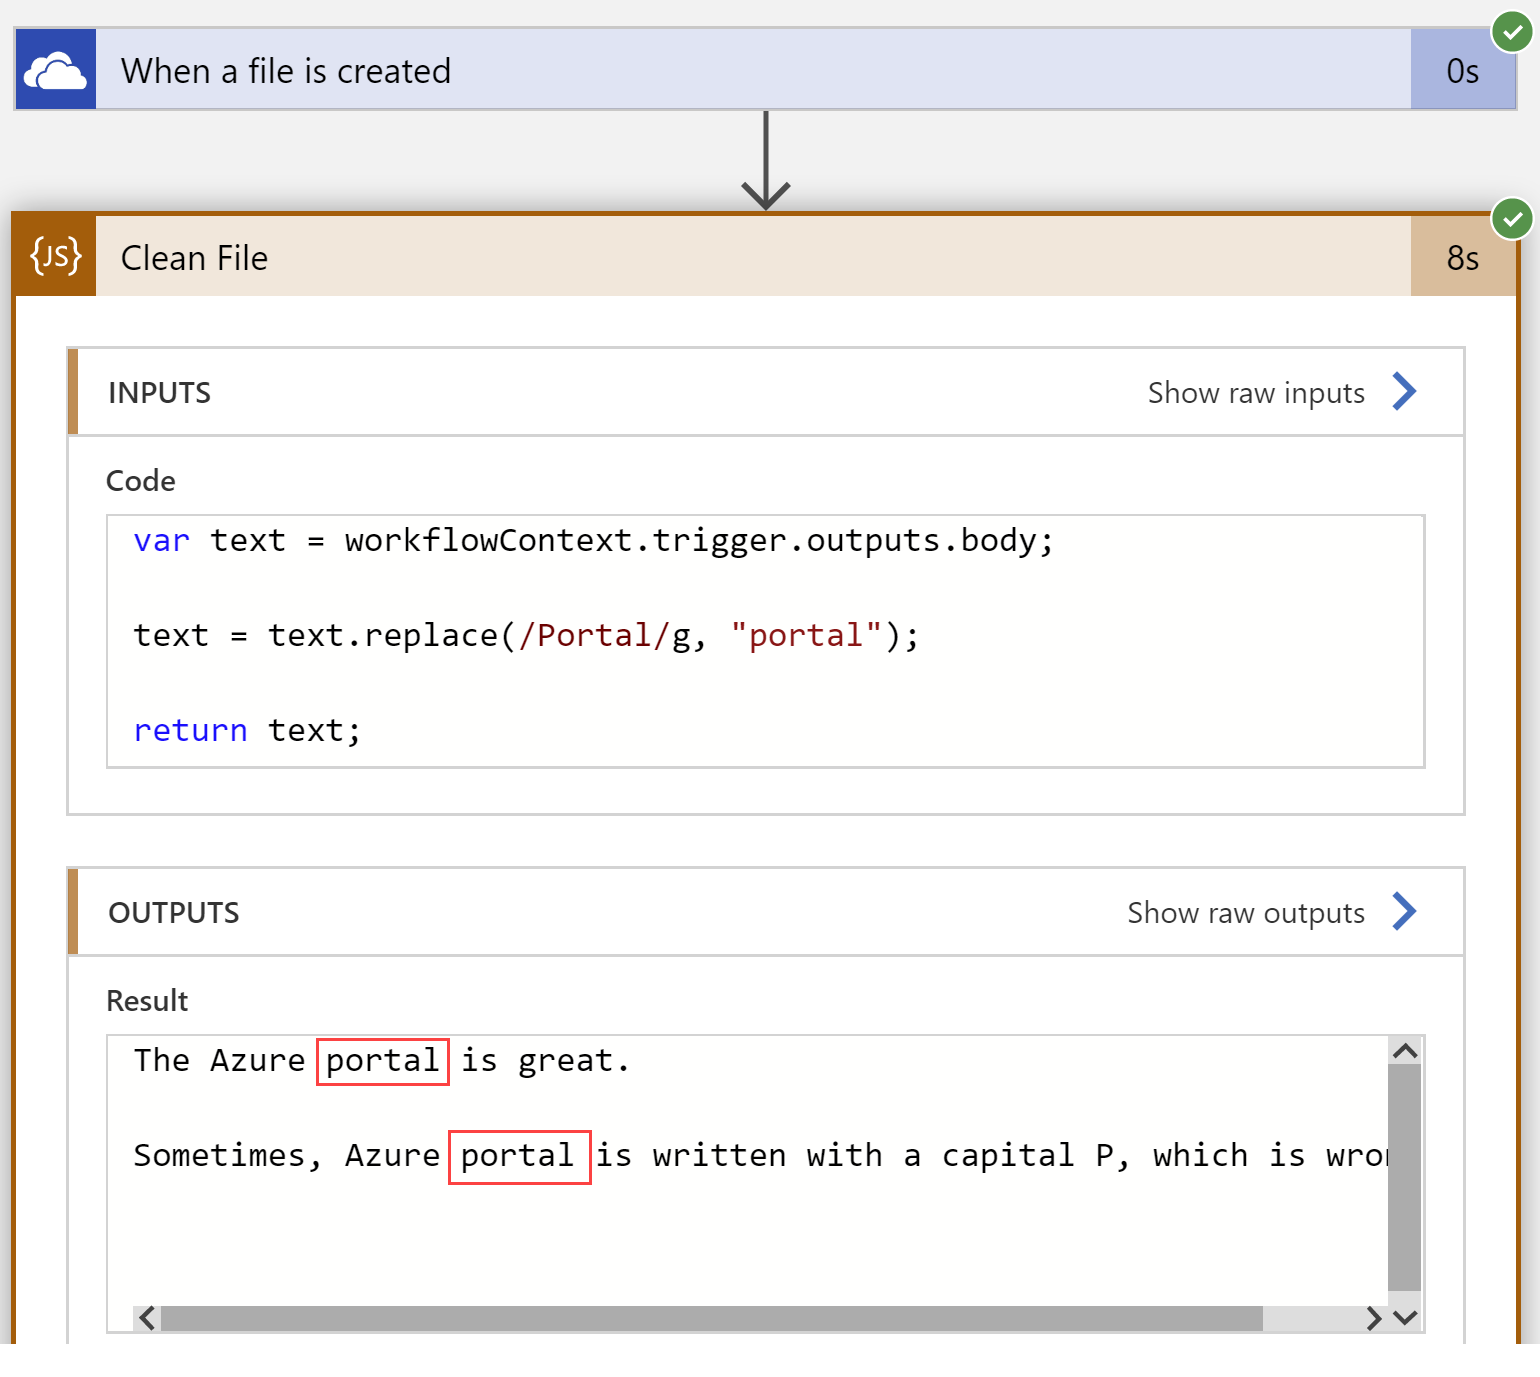 When a file is created
0s
{JS}
Clean File
8s
INPUTS
Show raw inputs
Code
var text = workflowContext.trigger.outputs.body;
text = text.replace(/Portal/g, "portal");
return text;
OUTPUTS
Show raw outputs
Result
The Azure portal is great.
Sometimes, Azure portal is written with a capital P, which is